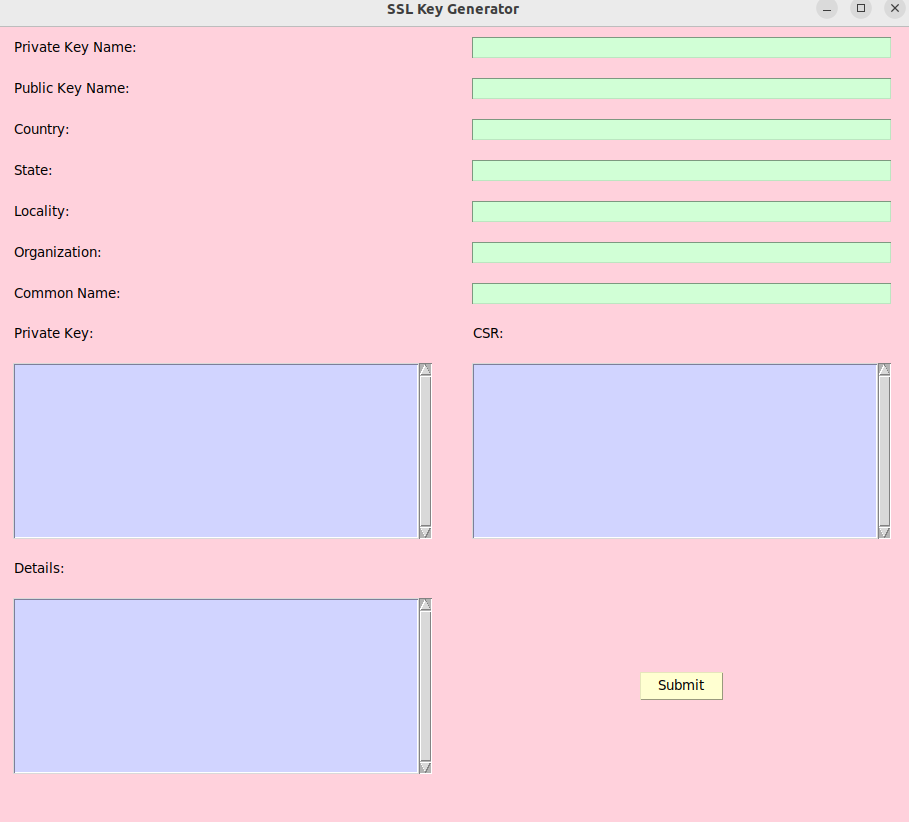 SSL Key Generator
Private Key Name:
Public Key Name:
Country:
State:
Locality:
Organization:
Common Name:
Private Key:
CSR:
Details:
Submit